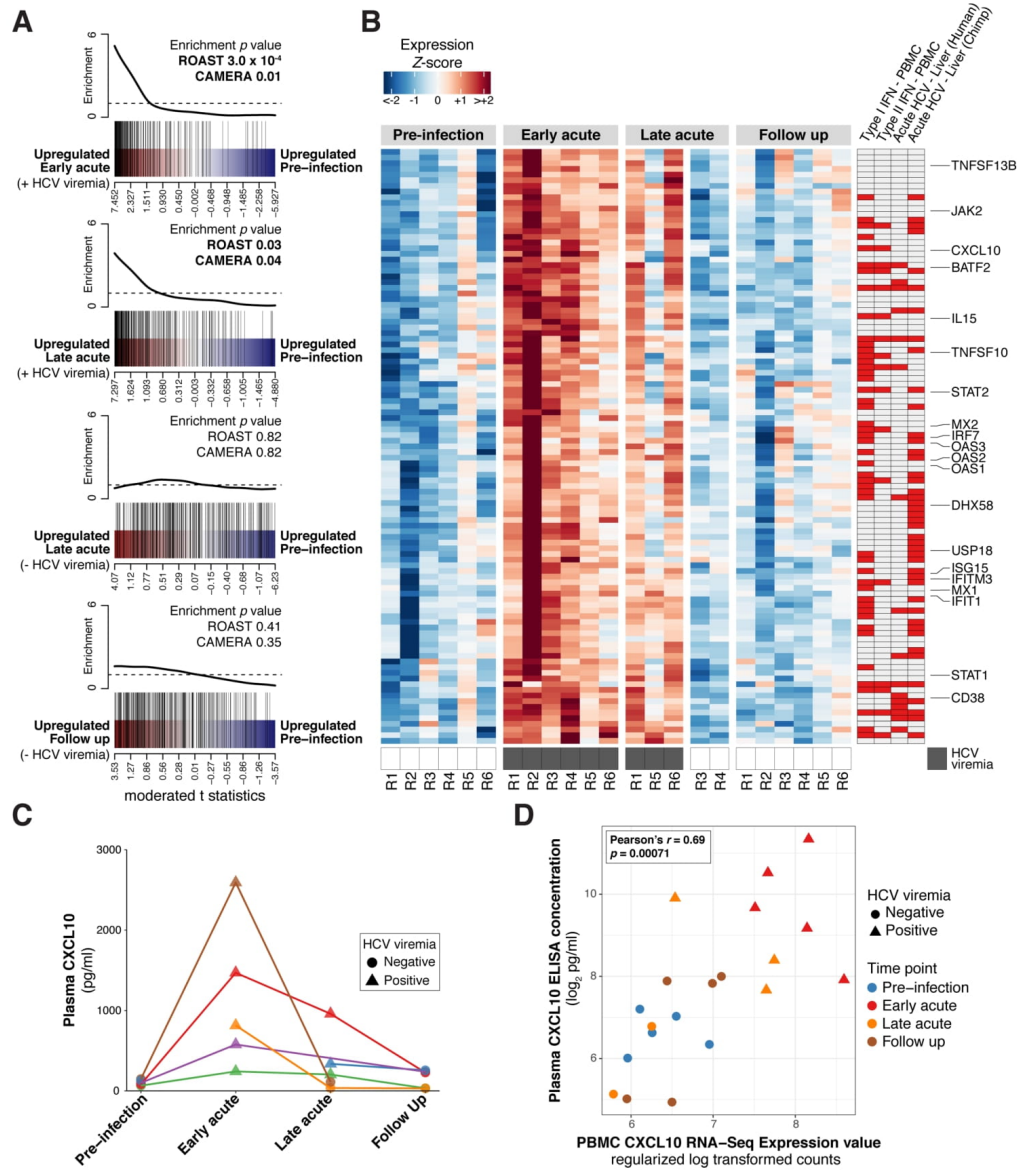 A
6
Enrichment
0
Enrichment p value
ROAST 3.0 x 10⁻⁴
CAMERA 0.01
Upregulated
Early acute
(+ HCV viremia)
Upregulated
Pre-infection
7.452
2.327
1.511
0.930
0.450
−0.002
−0.468
−0.948
−1.485
−2.258
−5.927
6
Enrichment
0
ROAST 0.03
CAMERA 0.04
Upregulated
Late acute
(+ HCV viremia)
Upregulated
Pre-infection
7.297
1.624
1.093
0.680
0.312
−0.003
−0.332
−0.658
−1.005
−1.465
−4.880
6
Enrichment
0
Enrichment p value
ROAST 0.82
CAMERA 0.82
Upregulated
Late acute
(- HCV viremia)
Upregulated
Pre-infection
4.07
1.12
0.77
0.51
0.29
0.07
−0.15
−0.40
−0.68
−1.07
−6.23
6
Enrichment
0
Enrichment p value
ROAST 0.41
CAMERA 0.35
Upregulated
Follow up
(- HCV viremia)
Upregulated
Pre-infection
3.53
1.20
0.86
0.56
0.28
0.01
−0.27
−0.55
−0.86
−1.26
−3.57
moderated t statistics
B
Expression
Z-score
<-2 -1 0 +1 >+2
Pre-infection Early acute Late acute Follow up
Type I IFN - PBMC
Type II IFN - PBMC
Acute HCV - Liver (Human)
Acute HCV - Liver (Chimp)
TNFSF13B
JAK2
CXCL10
BATF2
IL15
TNFSF10
STAT2
MX2
IRF7
OAS3
OAS2
OAS1
DHX58
USP18
ISG15
IFITM3
MX1
IFIT1
STAT1
CD38
HCV
viremia
R1 R2 R3 R4 R5 R6 R1 R2 R3 R4 R5 R6 R1 R5 R6 R3 R4 R1 R2 R3 R4 R5 R6
C
Plasma CXCL10
(pg/ml)
3000
2000
1000
0
HCV viremia
Negative
Positive
Pre−infection
Early acute
Late acute
Follow Up
D
Plasma CXCL10 ELISA concentration
(log₂ pg/ml)
Pearson's r = 0.69
p = 0.00071
10
8
6
6 7 8
PBMC CXCL10 RNA−Seq Expression value
regularized log transformed counts
HCV viremia
Negative
Positive
Time point
Pre−infection
Early acute
Late acute
Follow up